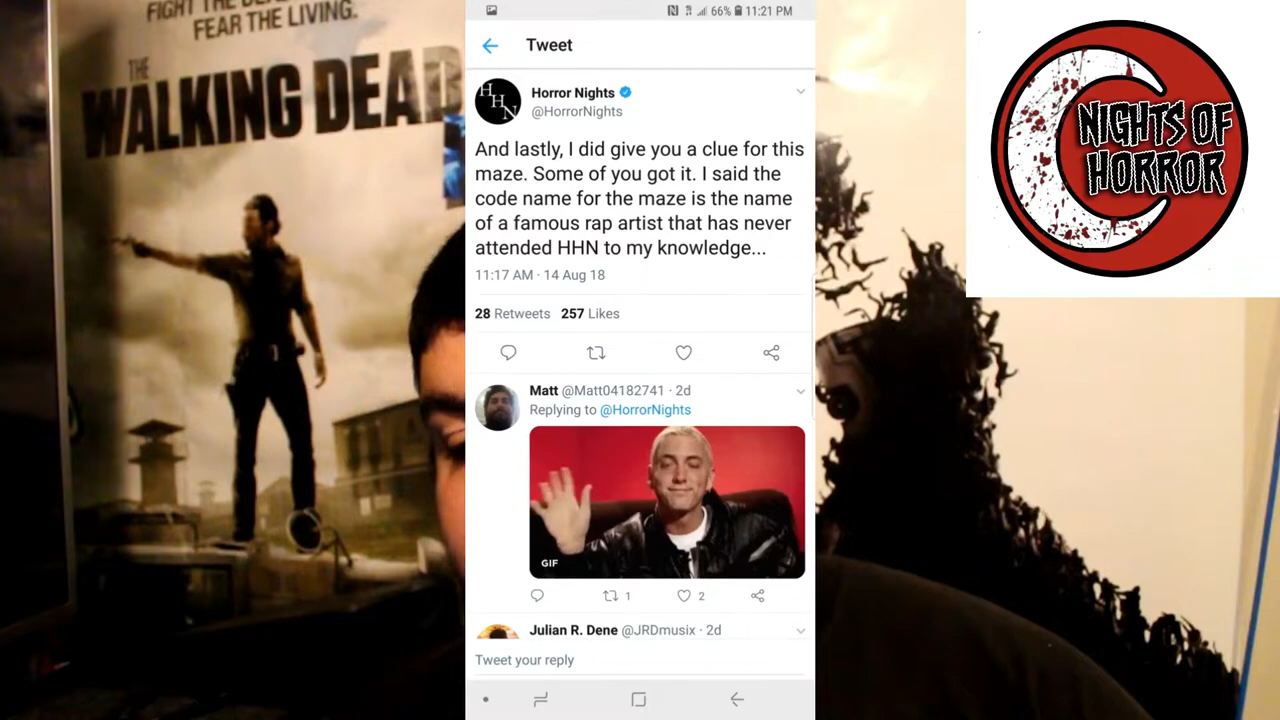 FEAR THE LIVING.
THE
WALKING DEAD
66% 11:21 PM
Tweet
Horror Nights
@HorrorNights
HHN
And lastly, I did give you a clue for this
maze. Some of you got it. I said the
code name for the maze is the name
of a famous rap artist that has never
attended HHN to my knowledge...
11:17 AM · 14 Aug 18
28 Retweets 257 Likes
Matt @Matt04182741 · 2d
Replying to @HorrorNights
GIF
1
2
Julian R. Dene @JRDmusix · 2d
Tweet your reply
NIGHTS OF
HORROR